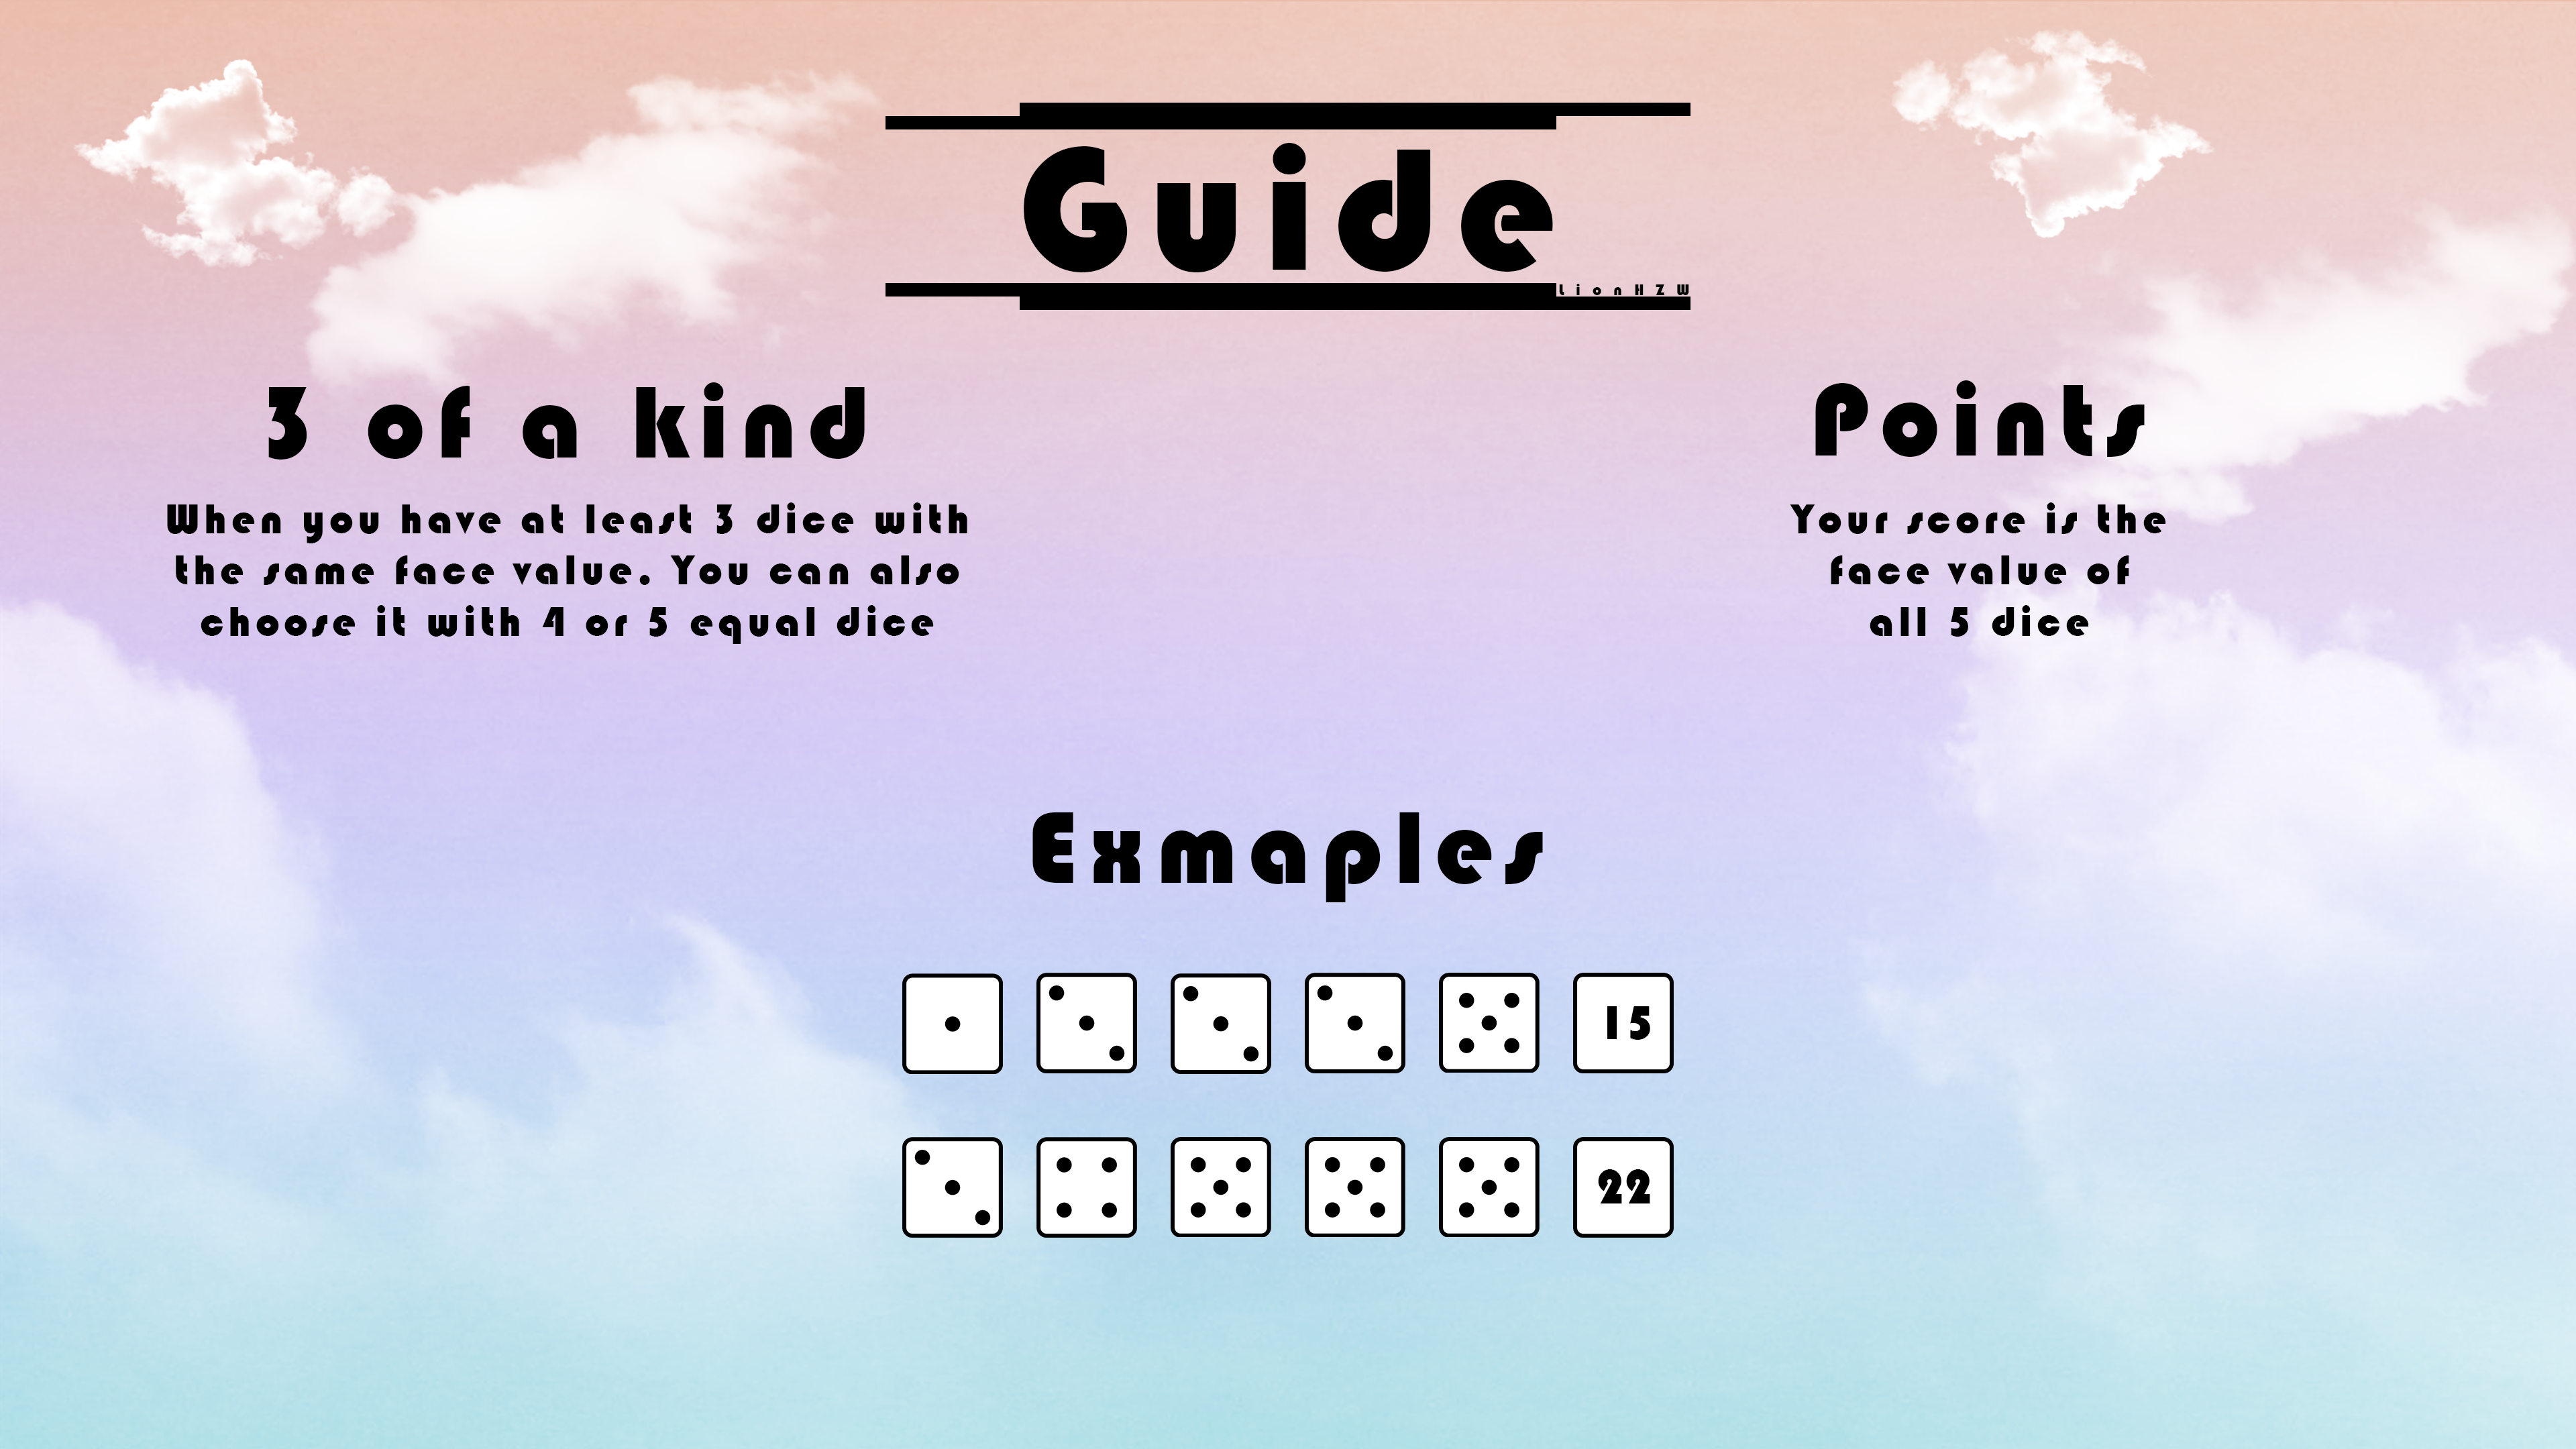 Guide
LionHZW
3 of a kind
When you have at least 3 dice with
the same face value. You can also
choose it with 4 or 5 equal dice
Points
Your score is the
face value of
all 5 dice
Exmaples
15
22